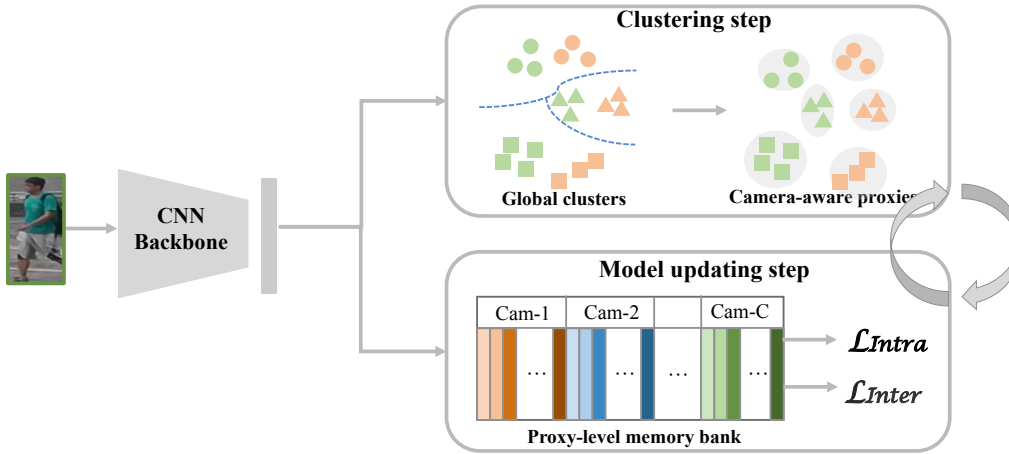 Clustering step
Global clusters
Camera-aware proxies
CNN
Backbone
Model updating step
Cam-1
Cam-2
Cam-C
...
...
...
...
ℒIntra
ℒInter
Proxy-level memory bank